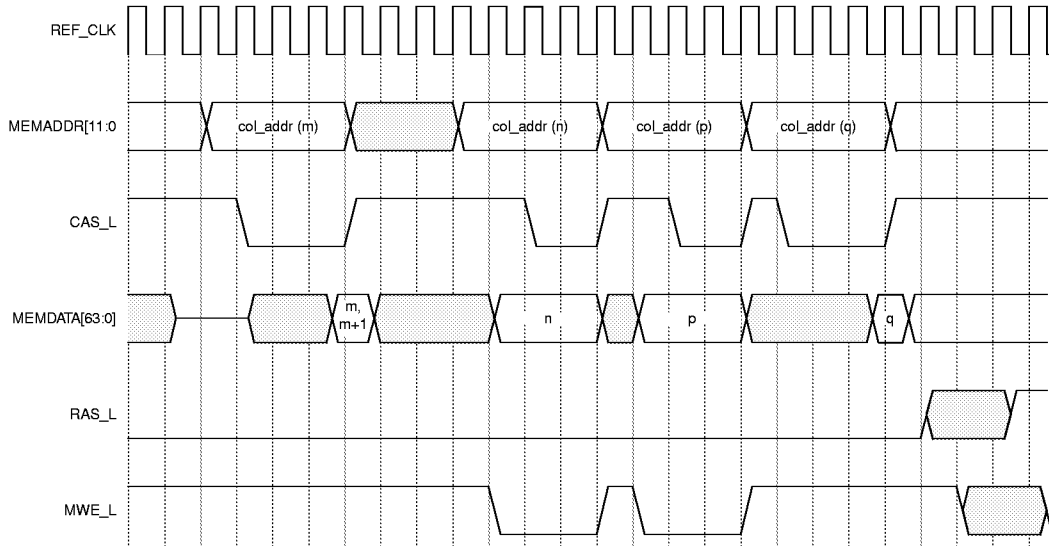 REF_CLK
MEMADDR[11:0
col_addr (m)
col_addr (n)
col_addr (p)
col_addr (q)
CAS_L
MEMDATA[63:0]
m,
m+1
n
p
q
RAS_L
MWE_L